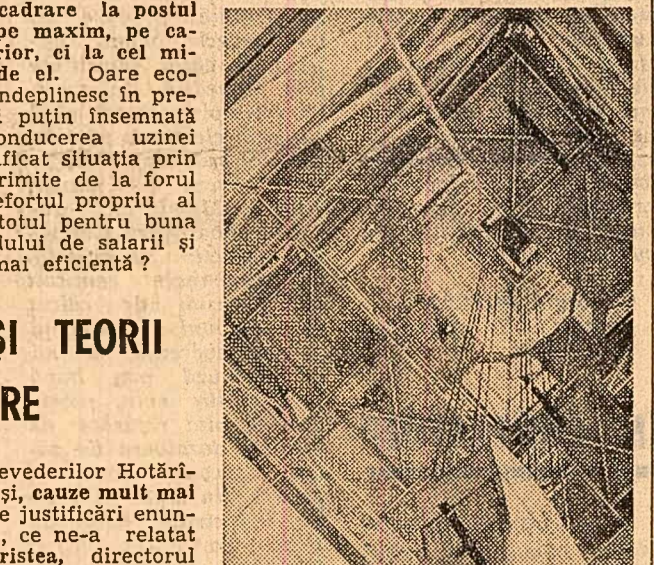 cadrare la postul
pe maxim, pe ca-
rior, ci la cel mi-
de el. Oare eco-
ndeplinesc în pre-
puțin însemnată
onducerea uzinei
ficat situația prin
rimite de la forul
efortul propriu al
totul pentru buna
lului de salarii și
mai eficientă ?
ȘI TEORII
RE
evederilor Hotărî-
și, cauze mult mai
e justificări enun-
, ce ne-a relatat
ristea, directorul